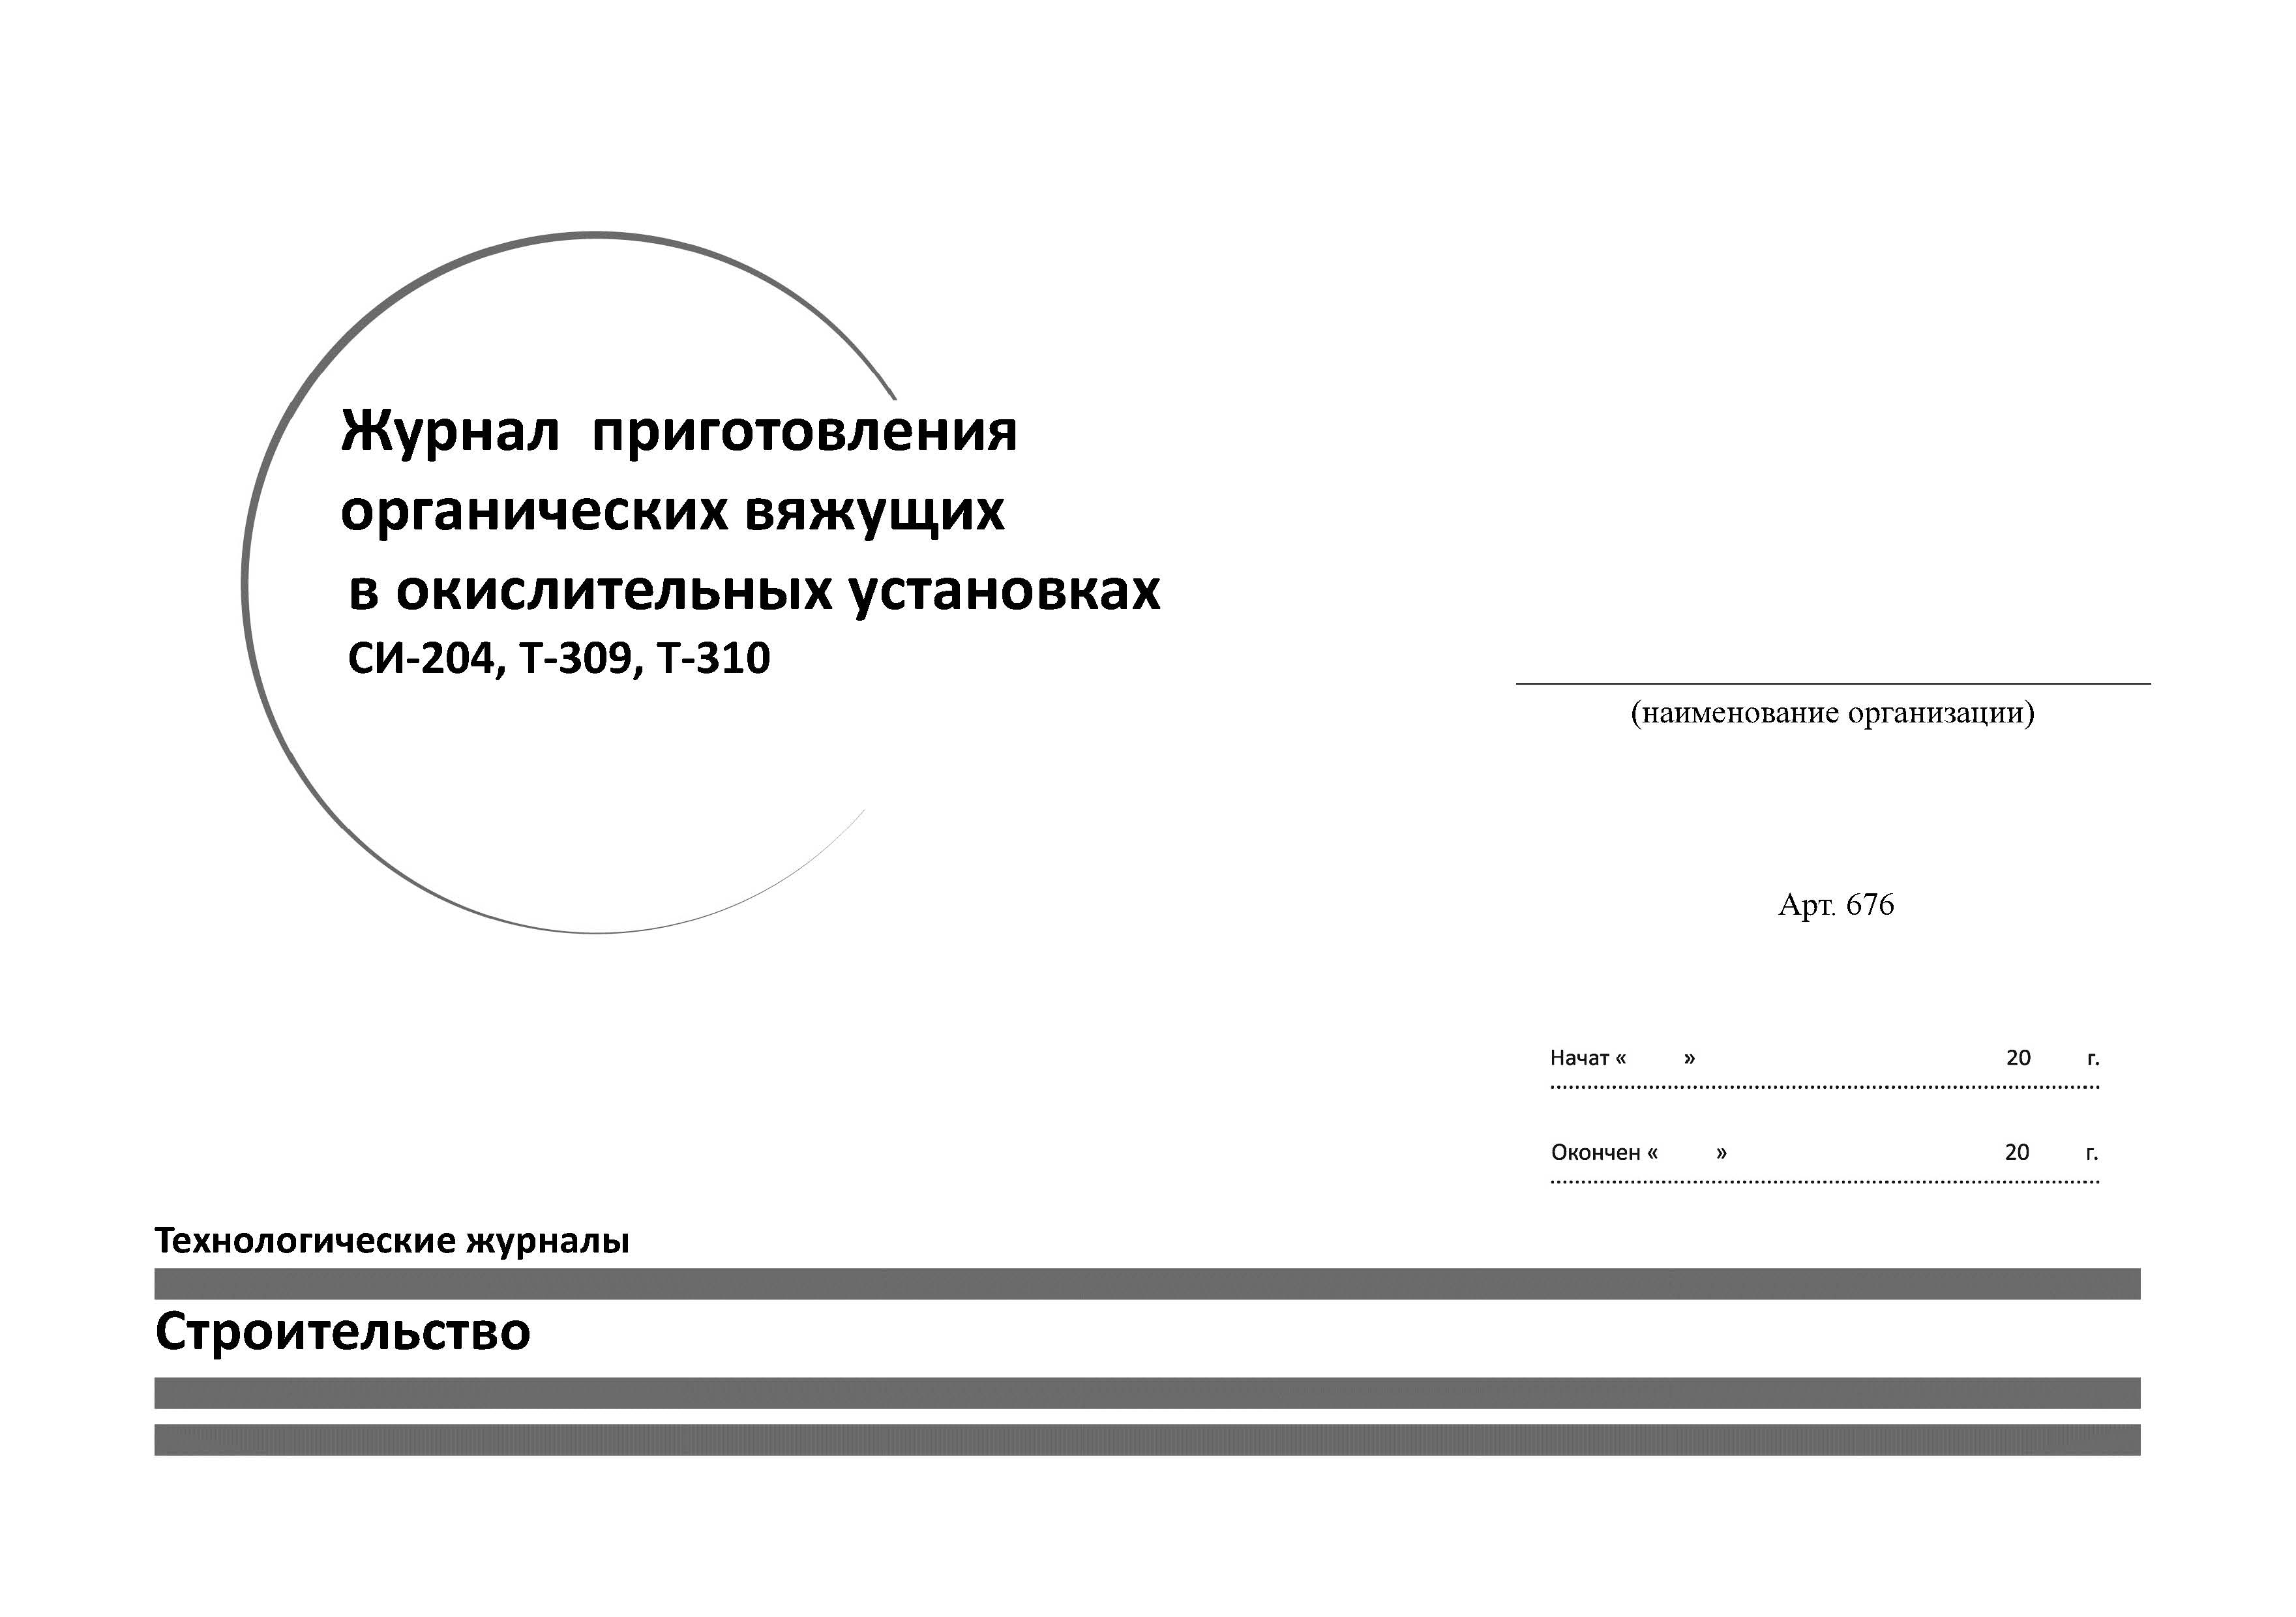 Журнал приготовления
органических вяжущих
в окислительных установках
СИ-204, Т-309, Т-310
(наименование организации)
Арт. 676
Начат « » 20 г.
Окончен « » 20 г.
Технологические журналы
Строительство